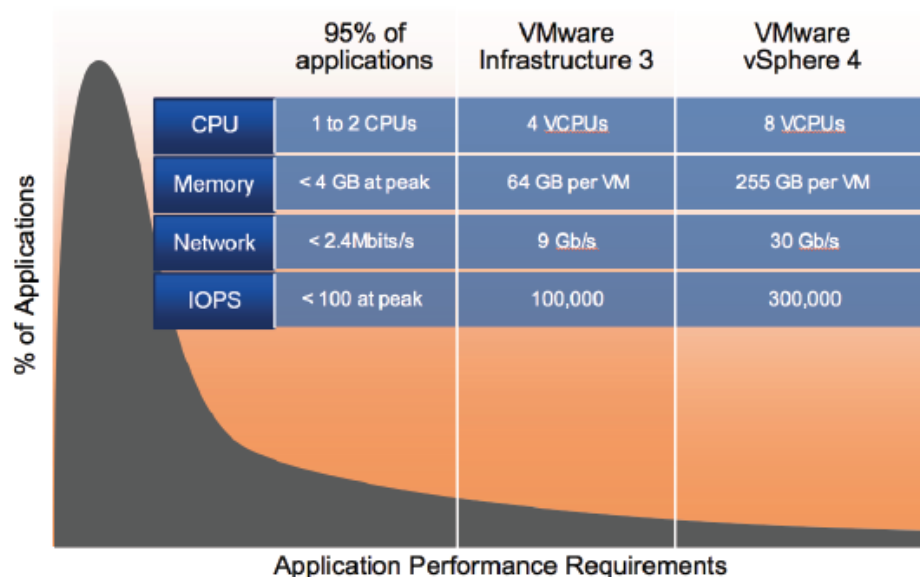 95% of
applications
VMware
Infrastructure 3
VMware
vSphere 4
CPU
1 to 2 CPUs
4 VCPUs
8 VCPUs
Memory
< 4 GB at peak
64 GB per VM
255 GB per VM
Network
< 2.4Mbits/s
9 Gb/s
30 Gb/s
IOPS
< 100 at peak
100,000
300,000
% of Applications
Application Performance Requirements